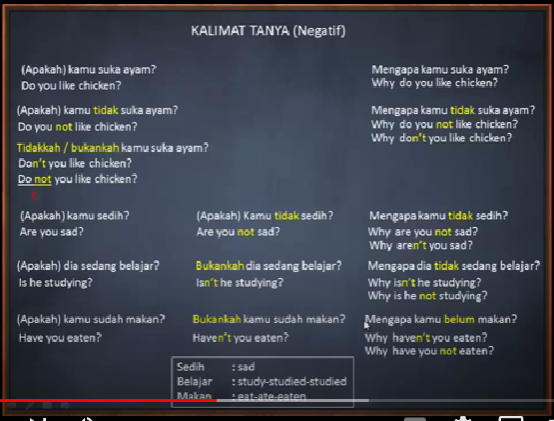 KALIMAT TANYA (Negatif)
(Apakah) kamu suka ayam?
Do you like chicken?
Mengapa kamu suka ayam?
Why do you like chicken?
(Apakah) kamu tidak suka ayam?
Do you not like chicken?
Mengapa kamu tidak suka ayam?
Why do you not like chicken?
Why don't you like chicken?
Tidakkah / bukankah kamu suka ayam?
Don't you like chicken?
Do not you like chicken?
(Apakah) kamu sedih?
Are you sad?
(Apakah) Kamu tidak sedih?
Are you not sad?
Mengapa kamu tidak sedih?
Why are you not sad?
Why aren't you sad?
(Apakah) dia sedang belajar?
Is he studying?
Bukankah dia sedang belajar?
Isn't he studying?
Mengapa dia tidak sedang belajar?
Why isn't he studying?
Why is he not studying?
(Apakah) kamu sudah makan?
Have you eaten?
Bukankah kamu sudah makan?
Haven't you eaten?
Mengapa kamu belum makan?
Why haven't you eaten?
Why have you not eaten?
Sedih : sad
Belajar : study-studied-studied
Makan : eat-ate-eaten